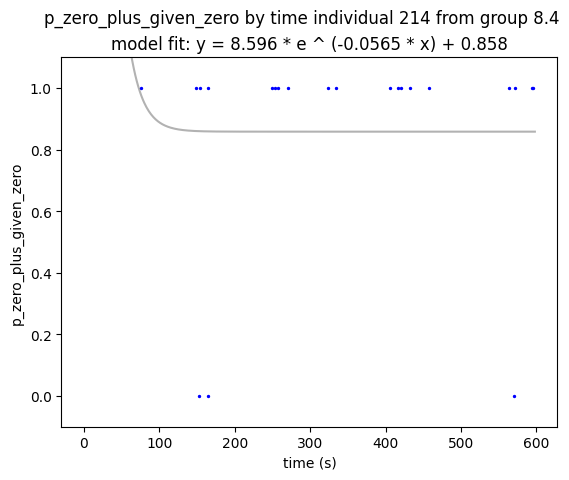 p_zero_plus_given_zero by time individual 214 from group 8.4
model fit: y = 8.596 * e ^ (-0.0565 * x) + 0.858
1.0
0.8
0.6
0.4
0.2
0.0
p_zero_plus_given_zero
0 100 200 300 400 500 600
time (s)